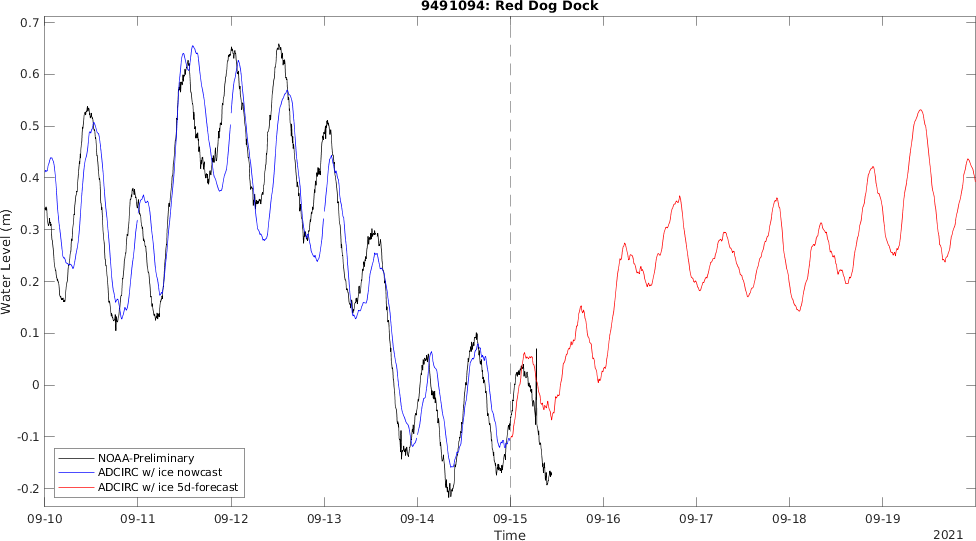 9491094: Red Dog Dock
0.7
0.6
0.5
0.4
0.3
0.2
0.1
0
-0.1
-0.2
Water Level (m)
NOAA-Preliminary
ADCIRC w/ ice nowcast
ADCIRC w/ ice 5d-forecast
09-10 09-11 09-12 09-13 09-14 09-15 09-16 09-17 09-18 09-19
Time
2021